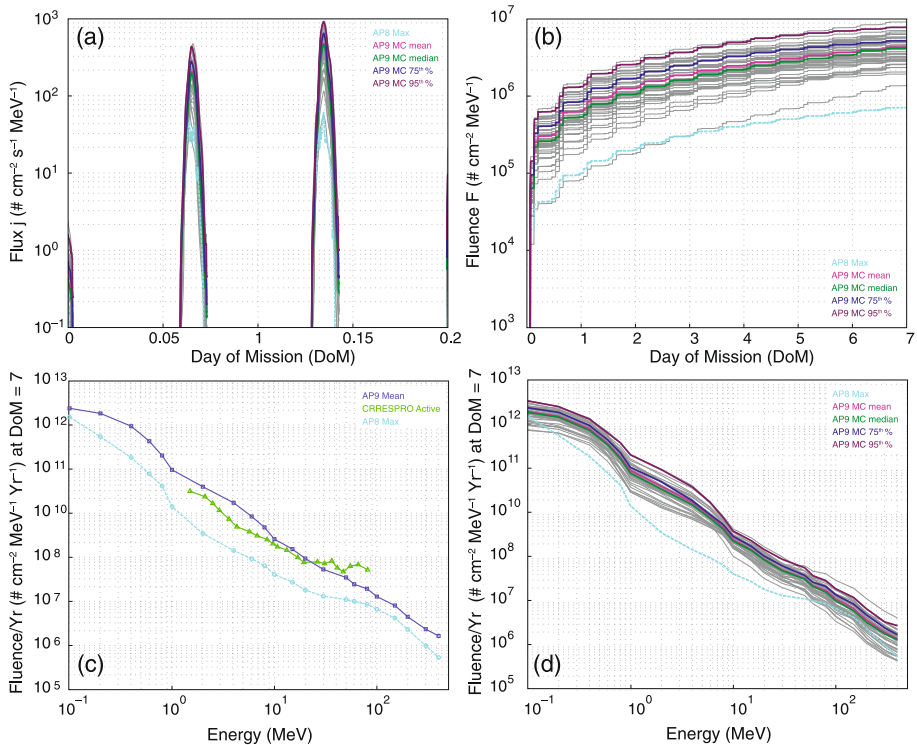 (a)
AP8 Max
AP9 MC mean
AP9 MC median
AP9 MC 75th %
AP9 MC 95th %
Flux j (# cm⁻² s⁻¹ MeV⁻¹)
10³
10²
10¹
10⁰
10⁻¹
0 0.05 0.1 0.15 0.2
Day of Mission (DoM)
(b)
Fluence F (# cm⁻² MeV⁻¹)
10⁷
10⁶
10⁵
10⁴
10³
AP8 Max
AP9 MC mean
AP9 MC median
AP9 MC 75th %
AP9 MC 95th %
0 1 2 3 4 5 6 7
Day of Mission (DoM)
(c)
AP9 Mean
CRRESPRO Active
AP8 Max
Fluence/Yr (# cm⁻² MeV⁻¹ Yr⁻¹) at DoM = 7
10¹³
10¹²
10¹¹
10¹⁰
10⁹
10⁸
10⁷
10⁶
10⁵
10⁻¹ 10⁰ 10¹ 10²
Energy (MeV)
(d)
AP8 Max
AP9 MC mean
AP9 MC median
AP9 MC 75th %
AP9 MC 95th %
Fluence/Yr (# cm⁻² MeV⁻¹ Yr⁻¹) at DoM = 7
10¹³
10¹²
10¹¹
10¹⁰
10⁹
10⁸
10⁷
10⁶
10⁵
10⁻¹ 10⁰ 10¹ 10²
Energy (MeV)